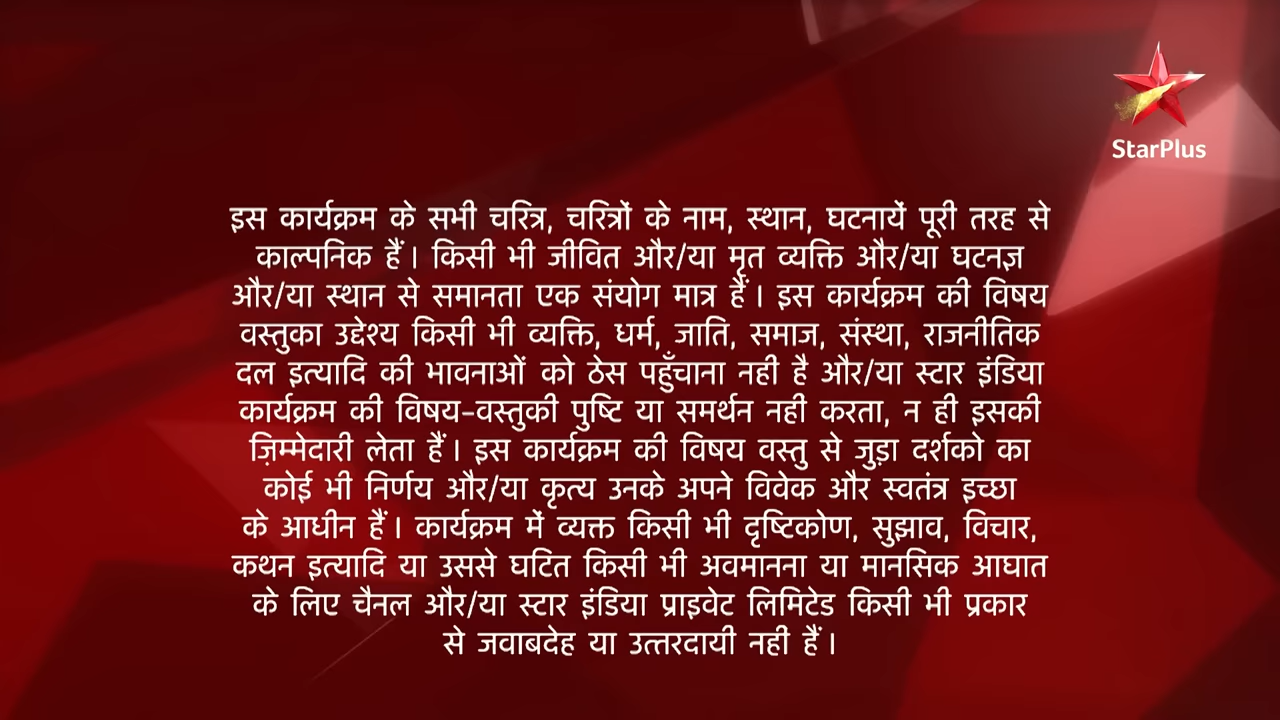 StarPlus
इस कार्यक्रम के सभी चरित्र, चरित्रों के नाम, स्थान, घटनायें पूरी तरह से
काल्पनिक हैं। किसी भी जीवित और/या मृत व्यक्ति और/या घटनज्ञ
और/या स्थान से समानता एक संयोग मात्र हैं। इस कार्यक्रम की विषय
वस्तुका उद्देश्य किसी भी व्यक्ति, धर्म, जाति, समाज, संस्था, राजनीतिक
दल इत्यादि की भावनाओं को ठेस पहुँचाना नही है और/या स्टार इंडिया
कार्यक्रम की विषय-वस्तुकी पुष्टि या समर्थन नही करता, न ही इसकी
ज़िम्मेदारी लेता हैं। इस कार्यक्रम की विषय वस्तु से जुड़ा दर्शको का
कोई भी निर्णय और/या कृत्य उनके अपने विवेक और स्वतंत्र इच्छा
के आधीन हैं। कार्यक्रम में व्यक्त किसी भी दृष्टिकोण, सुझाव, विचार,
कथन इत्यादि या उससे घटित किसी भी अवमानना या मानसिक आघात
के लिए चैनल और/या स्टार इंडिया प्राइवेट लिमिटेड किसी भी प्रकार
से जवाबदेह या उत्तरदायी नही हैं।